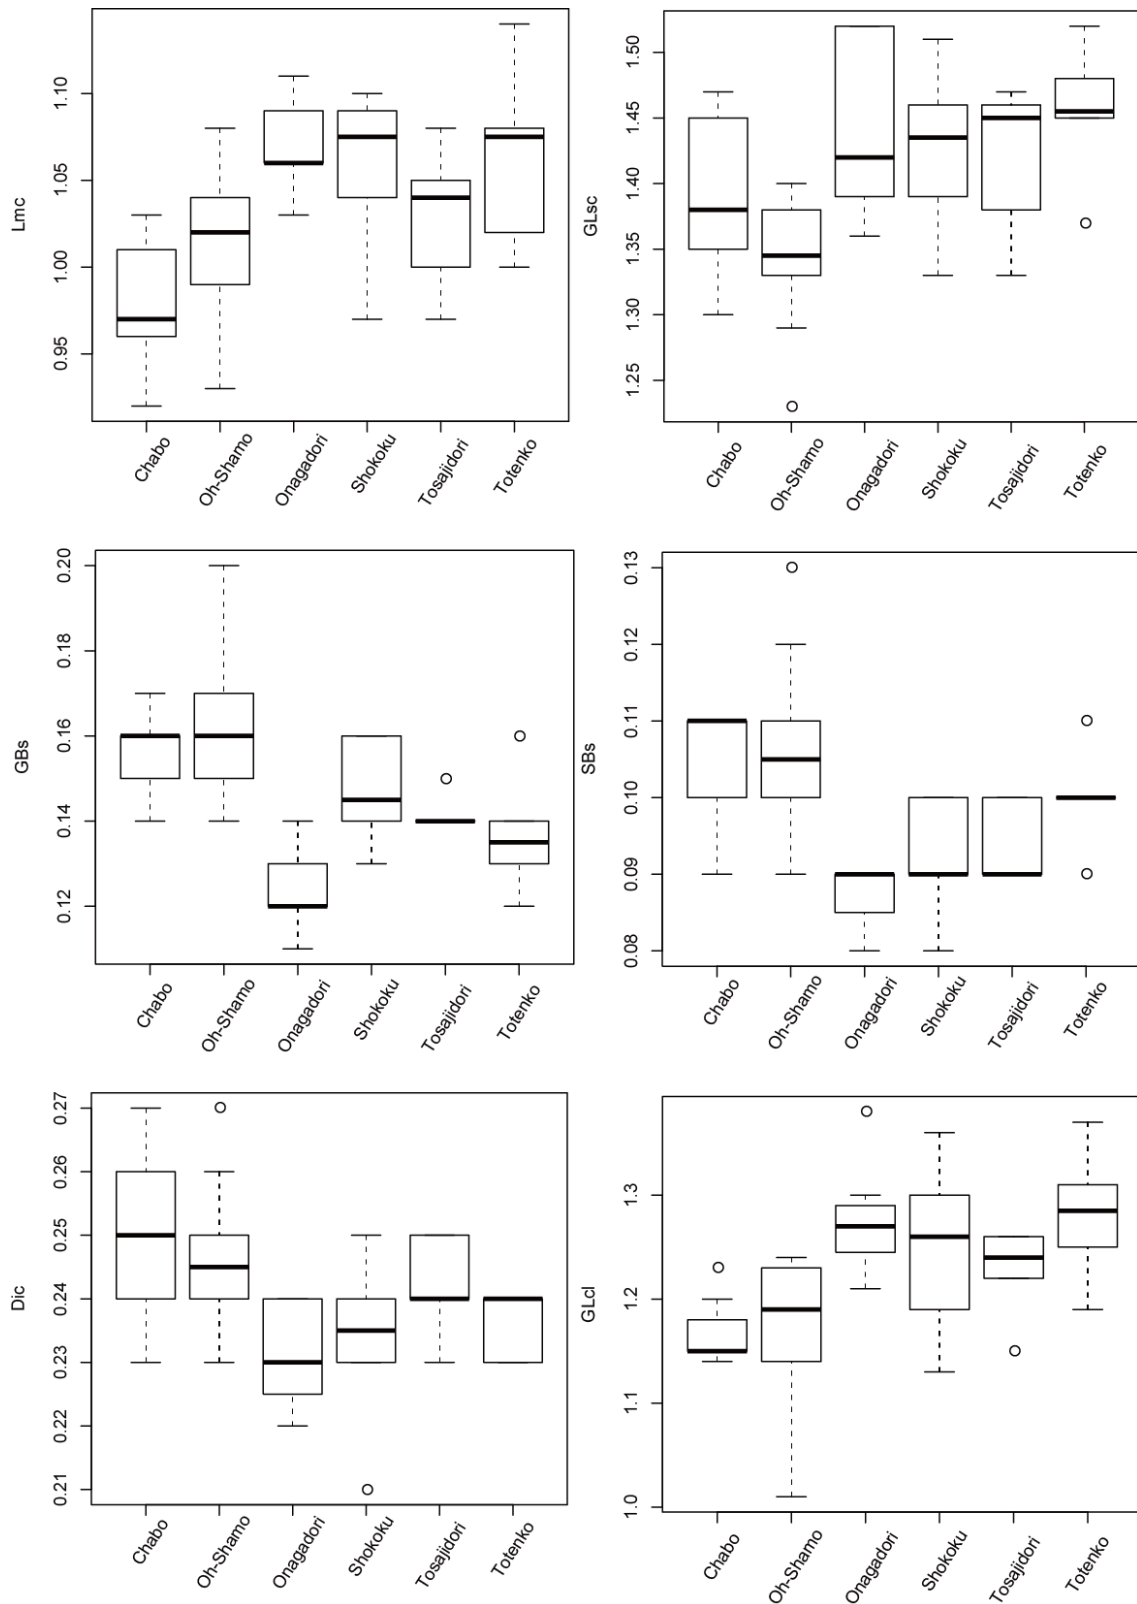 Lmc
1.10
1.05
1.00
0.95
Chabo
Oh-Shamo
Onagadori
Shokoku
Tosajidori
Totenko
GLsc
1.50
1.45
1.40
1.35
1.30
1.25
Chabo
Oh-Shamo
Onagadori
Shokoku
Tosajidori
Totenko
GBs
0.20
0.18
0.16
0.14
0.12
Chabo
Oh-Shamo
Onagadori
Shokoku
Tosajidori
Totenko
SBs
0.13
0.12
0.11
0.10
0.09
0.08
Chabo
Oh-Shamo
Onagadori
Shokoku
Tosajidori
Totenko
Dic
0.27
0.26
0.25
0.24
0.23
0.22
0.21
Chabo
Oh-Shamo
Onagadori
Shokoku
Tosajidori
Totenko
GLcl
1.3
1.2
1.1
1.0
Chabo
Oh-Shamo
Onagadori
Shokoku
Tosajidori
Totenko